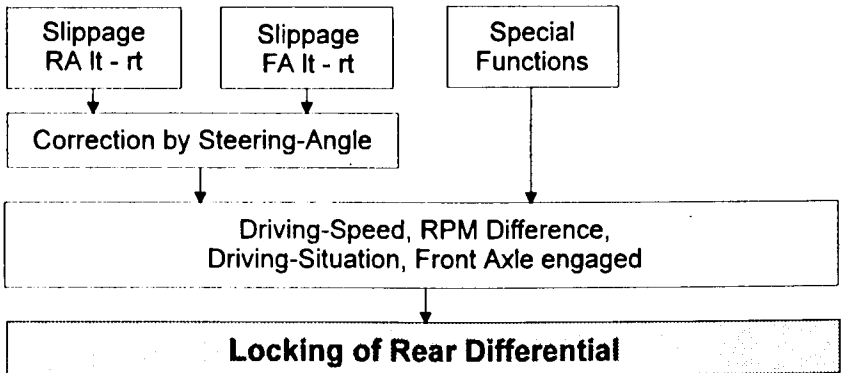 Slippage
RA lt - rt
Slippage
FA lt - rt
Special
Functions
Correction by Steering-Angle
Driving-Speed, RPM Difference,
Driving-Situation, Front Axle engaged
Locking of Rear Differential